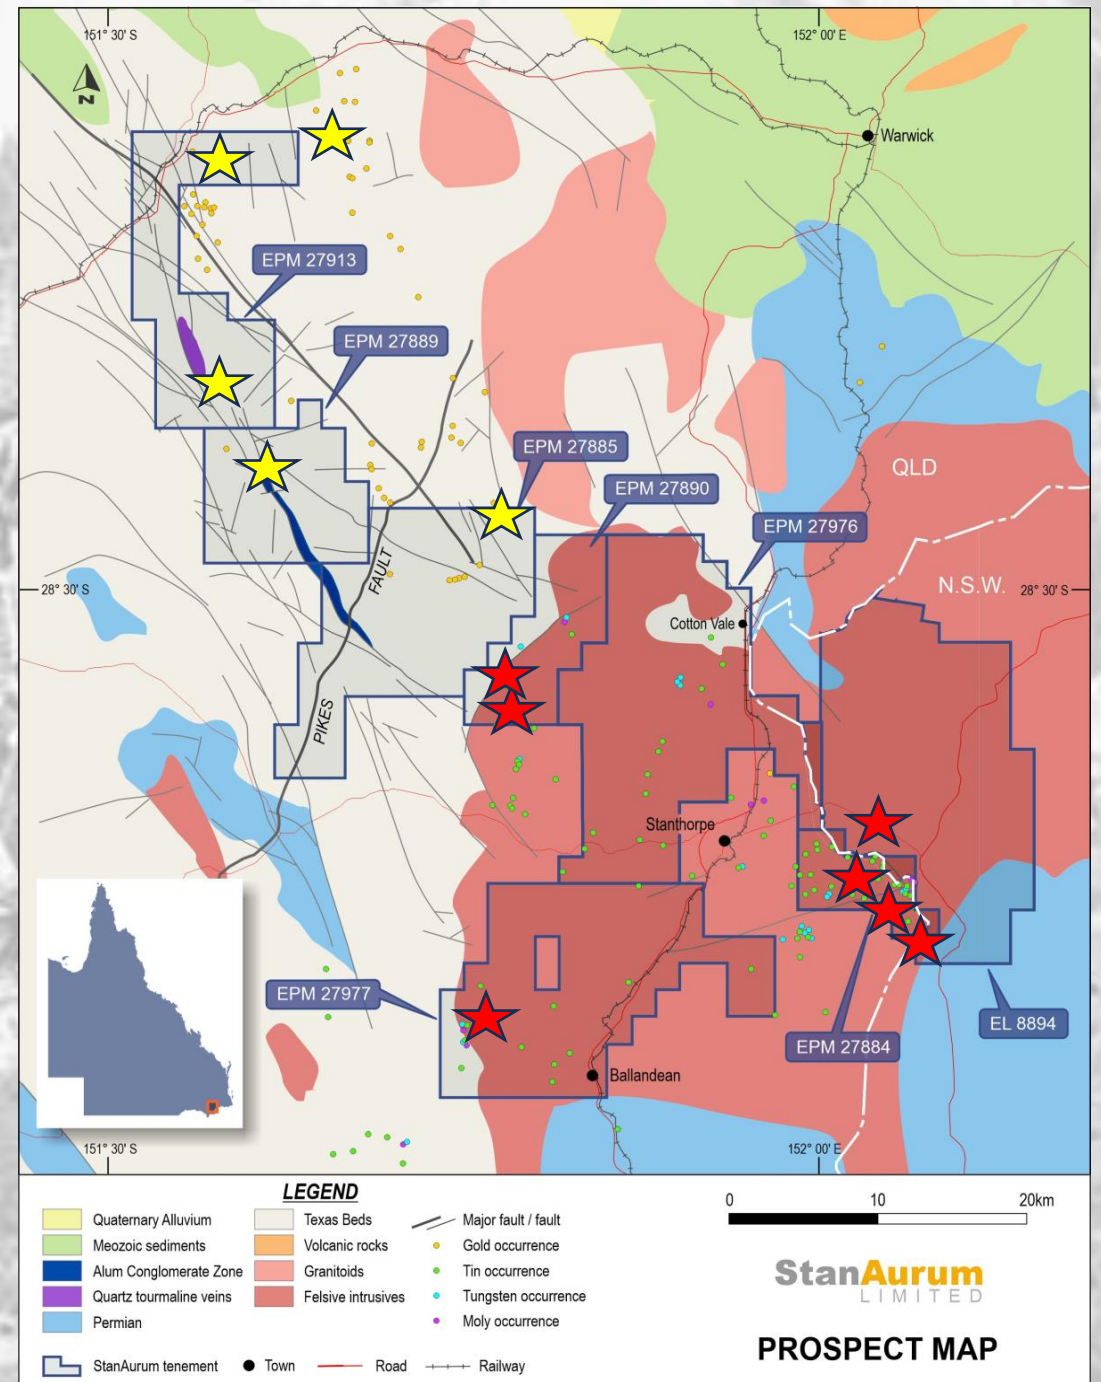 151° 30' S
152° 00' E
N
Warwick
EPM 27913
EPM 27889
EPM 27885
EPM 27890
QLD
EPM 27976
FAULT
28° 30' S
N.S.W.
28° 30' S
Cotton Vale
PIKES
Stanthorpe
EPM 27977
EL 8894
EPM 27884
Ballandean
151° 30' S
152° 00' E
LEGEND
Quaternary Alluvium
Meozoic sediments
Alum Conglomerate Zone
Quartz tourmaline veins
Permian
Texas Beds
Volcanic rocks
Granitoids
Felsive intrusives
Major fault / fault
Gold occurrence
Tin occurrence
Tungsten occurrence
Moly occurrence
StanAurum tenement
Town
Road
Railway
0 10 20km
StanAurum
LIMITED
PROSPECT MAP